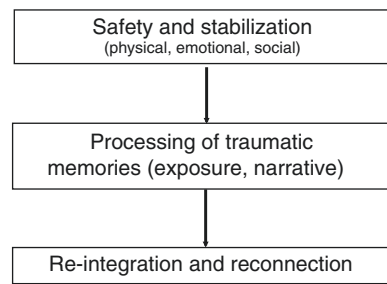 Safety and stabilization
(physical, emotional, social)
Processing of traumatic
memories (exposure, narrative)
Re-integration and reconnection